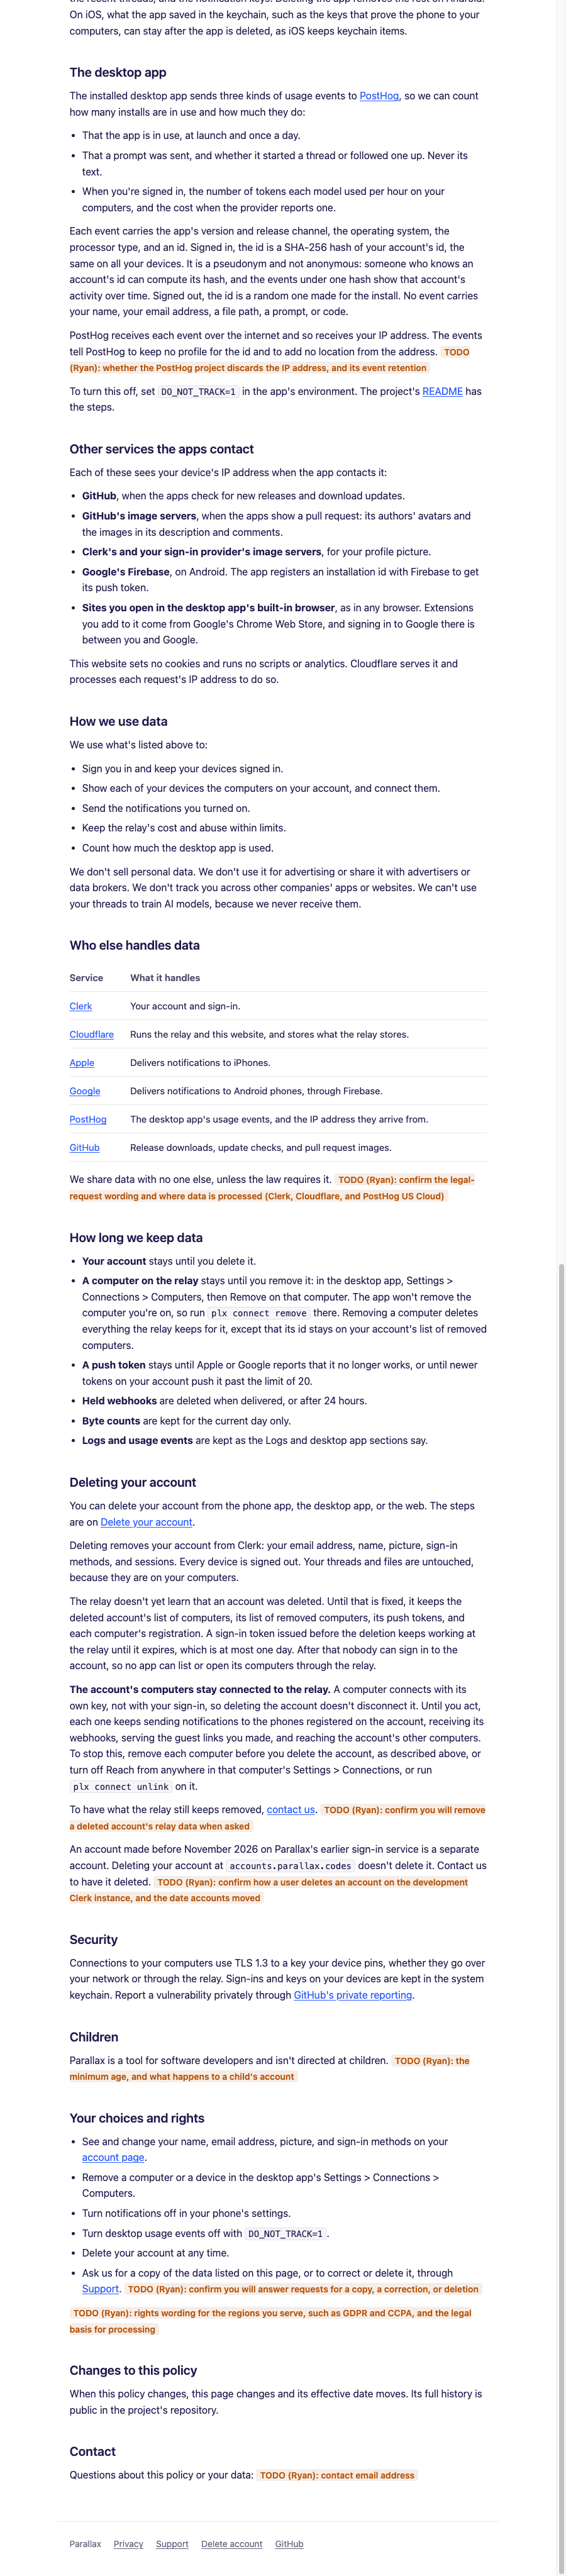 the recent threads, and the notification keys. Deleting the app removes the rest on Android.
On iOS, what the app saved in the keychain, such as the keys that prove the phone to your
computers, can stay after the app is deleted, as iOS keeps keychain items.
The desktop app
The installed desktop app sends three kinds of usage events to PostHog, so we can count
how many installs are in use and how much they do:
• That the app is in use, at launch and once a day.
• That a prompt was sent, and whether it started a thread or followed one up. Never its
text.
• When you're signed in, the number of tokens each model used per hour on your
computers, and the cost when the provider reports one.
Each event carries the app's version and release channel, the operating system, the
processor type, and an id. Signed in, the id is a SHA-256 hash of your account's id, the
same on all your devices. It is a pseudonym and not anonymous: someone who knows an
account's id can compute its hash, and the events under one hash show that account's
activity over time. Signed out, the id is a random one made for the install. No event carries
your name, your email address, a file path, a prompt, or code.
PostHog receives each event over the internet and so receives your IP address. The events
tell PostHog to keep no profile for the id and to add no location from the address. TODO
(Ryan): whether the PostHog project discards the IP address, and its event retention
To turn this off, set DO_NOT_TRACK=1 in the app's environment. The project's README has
the steps.
Other services the apps contact
Each of these sees your device's IP address when the app contacts it:
• GitHub, when the apps check for new releases and download updates.
• GitHub's image servers, when the apps show a pull request: its authors' avatars and
the images in its description and comments.
• Clerk's and your sign-in provider's image servers, for your profile picture.
• Google's Firebase, on Android. The app registers an installation id with Firebase to get
its push token.
• Sites you open in the desktop app's built-in browser, as in any browser. Extensions
you add to it come from Google's Chrome Web Store, and signing in to Google there is
between you and Google.
This website sets no cookies and runs no scripts or analytics. Cloudflare serves it and
processes each request's IP address to do so.
How we use data
We use what's listed above to:
• Sign you in and keep your devices signed in.
• Show each of your devices the computers on your account, and connect them.
• Send the notifications you turned on.
• Keep the relay's cost and abuse within limits.
• Count how much the desktop app is used.
We don't sell personal data. We don't use it for advertising or share it with advertisers or
data brokers. We don't track you across other companies' apps or websites. We can't use
your threads to train AI models, because we never receive them.
Who else handles data
Service What it handles
Clerk Your account and sign-in.
Cloudflare Runs the relay and this website, and stores what the relay stores.
Apple Delivers notifications to iPhones.
Google Delivers notifications to Android phones, through Firebase.
PostHog The desktop app's usage events, and the IP address they arrive from.
GitHub Release downloads, update checks, and pull request images.
We share data with no one else, unless the law requires it. TODO (Ryan): confirm the legal-
request wording and where data is processed (Clerk, Cloudflare, and PostHog US Cloud)
How long we keep data
• Your account stays until you delete it.
• A computer on the relay stays until you remove it: in the desktop app, Settings >
Connections > Computers, then Remove on that computer. The app won't remove the
computer you're on, so run plx connect remove there. Removing a computer deletes
everything the relay keeps for it, except that its id stays on your account's list of removed
computers.
• A push token stays until Apple or Google reports that it no longer works, or until newer
tokens on your account push it past the limit of 20.
• Held webhooks are deleted when delivered, or after 24 hours.
• Byte counts are kept for the current day only.
• Logs and usage events are kept as the Logs and desktop app sections say.
Deleting your account
You can delete your account from the phone app, the desktop app, or the web. The steps
are on Delete your account.
Deleting removes your account from Clerk: your email address, name, picture, sign-in
methods, and sessions. Every device is signed out. Your threads and files are untouched,
because they are on your computers.
The relay doesn't yet learn that an account was deleted. Until that is fixed, it keeps the
deleted account's list of computers, its list of removed computers, its push tokens, and
each computer's registration. A sign-in token issued before the deletion keeps working at
the relay until it expires, which is at most one day. After that nobody can sign in to the
account, so no app can list or open its computers through the relay.
The account's computers stay connected to the relay. A computer connects with its
own key, not with your sign-in, so deleting the account doesn't disconnect it. Until you act,
each one keeps sending notifications to the phones registered on the account, receiving its
webhooks, serving the guest links you made, and reaching the account's other computers.
To stop this, remove each computer before you delete the account, as described above, or
turn off Reach from anywhere in that computer's Settings > Connections, or run
plx connect unlink on it.
To have what the relay still keeps removed, contact us. TODO (Ryan): confirm you will remove
a deleted account's relay data when asked
An account made before November 2026 on Parallax's earlier sign-in service is a separate
account. Deleting your account at accounts.parallax.codes doesn't delete it. Contact us
to have it deleted. TODO (Ryan): confirm how a user deletes an account on the development
Clerk instance, and the date accounts moved
Security
Connections to your computers use TLS 1.3 to a key your device pins, whether they go over
your network or through the relay. Sign-ins and keys on your devices are kept in the system
keychain. Report a vulnerability privately through GitHub's private reporting.
Children
Parallax is a tool for software developers and isn't directed at children. TODO (Ryan): the
minimum age, and what happens to a child's account
Your choices and rights
• See and change your name, email address, picture, and sign-in methods on your
account page.
• Remove a computer or a device in the desktop app's Settings > Connections >
Computers.
• Turn notifications off in your phone's settings.
• Turn desktop usage events off with DO_NOT_TRACK=1.
• Delete your account at any time.
• Ask us for a copy of the data listed on this page, or to correct or delete it, through
Support. TODO (Ryan): confirm you will answer requests for a copy, a correction, or deletion
TODO (Ryan): rights wording for the regions you serve, such as GDPR and CCPA, and the legal
basis for processing
Changes to this policy
When this policy changes, this page changes and its effective date moves. Its full history is
public in the project's repository.
Contact
Questions about this policy or your data: TODO (Ryan): contact email address
Parallax Privacy Support Delete account GitHub